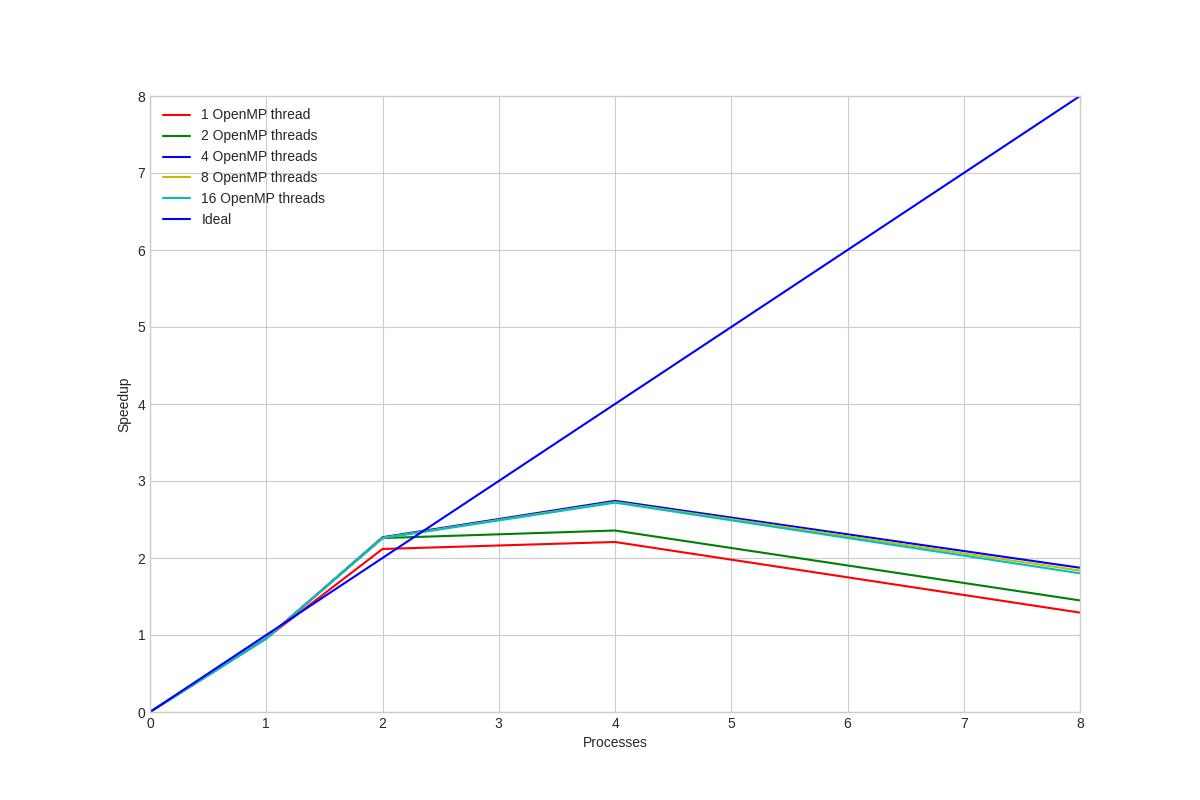 8
7
6
5
4
3
2
1
0
Speedup
1 OpenMP thread
2 OpenMP threads
4 OpenMP threads
8 OpenMP threads
16 OpenMP threads
Ideal
0 1 2 3 4 5 6 7 8
Processes